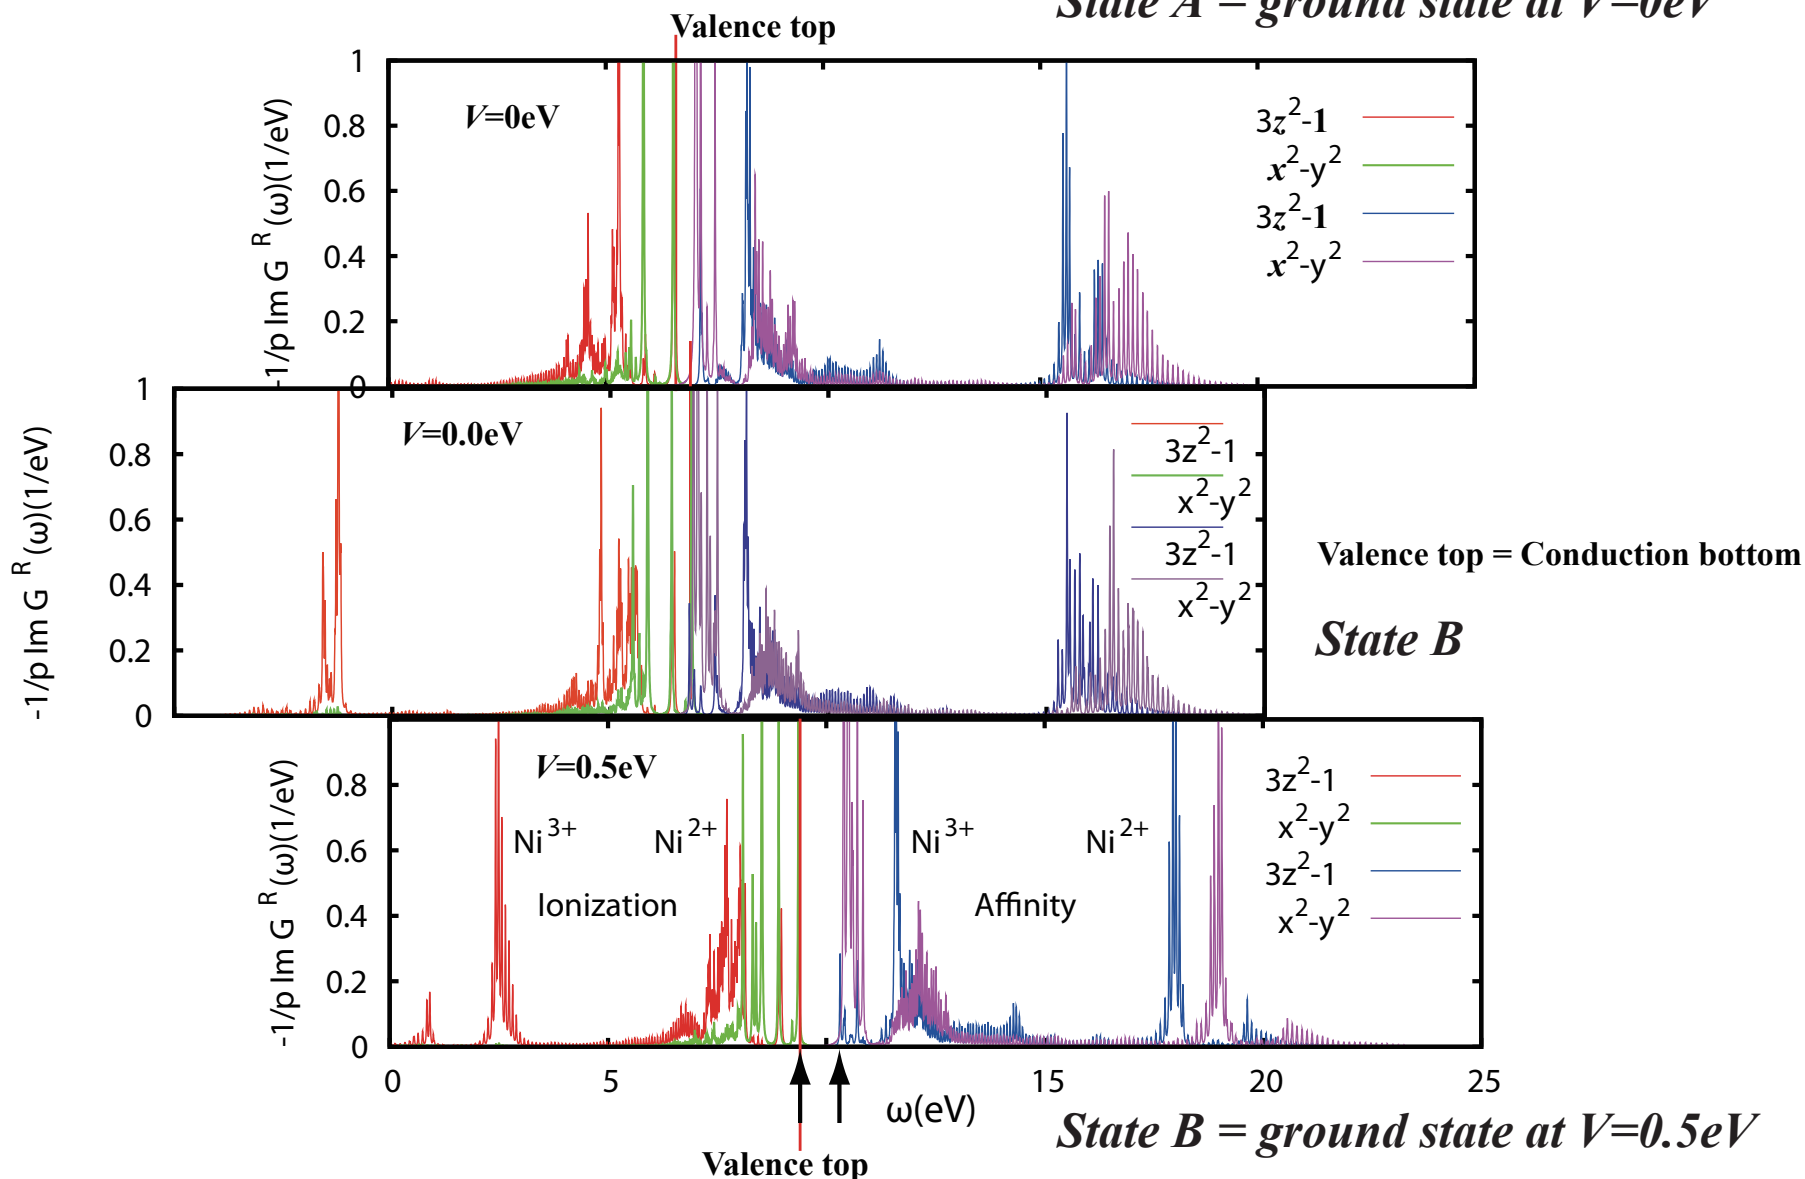 State A = ground state at V=0eV
Valence top
1
V=0eV
0.8
0.6
0.4
0.2
0
-1/p Im G R (ω)(1/eV)
3z²-1
x²-y²
3z²-1
x²-y²
1
V=0.0eV
0.8
0.6
0.4
0.2
0
-1/p Im G R (ω)(1/eV)
3z²-1
x²-y²
3z²-1
x²-y²
Valence top = Conduction bottom
State B
V=0.5eV
0.8
0.6
0.4
0.2
0
-1/p Im G R (ω)(1/eV)
Ni³⁺ Ni²⁺ Ni³⁺ Ni²⁺
Ionization Affinity
3z²-1
x²-y²
3z²-1
x²-y²
0 5 15 20 25
ω(eV)
State B = ground state at V=0.5eV
Valence top